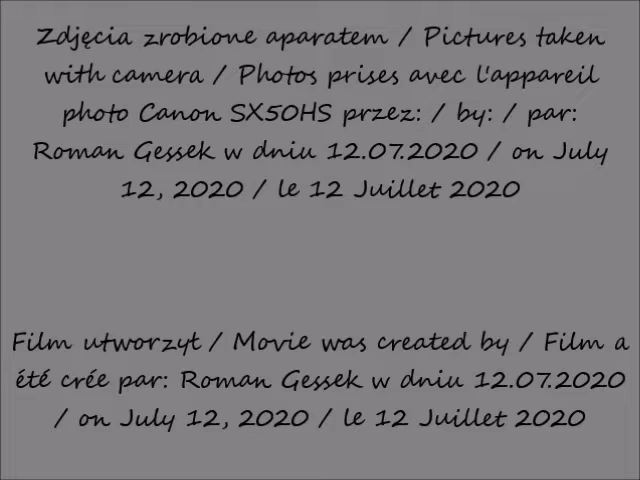 Zdjęcia zrobione aparatem / Pictures taken
with camera / Photos prises avec l'appareil
photo Canon SX50HS przez: / by: / par:
Roman Gessek w dniu 12.07.2020 / on July
12, 2020 / le 12 Juillet 2020
Film utworzył / Movie was created by / Film a
été crée par: Roman Gessek w dniu 12.07.2020
/ on July 12, 2020 / le 12 Juillet 2020